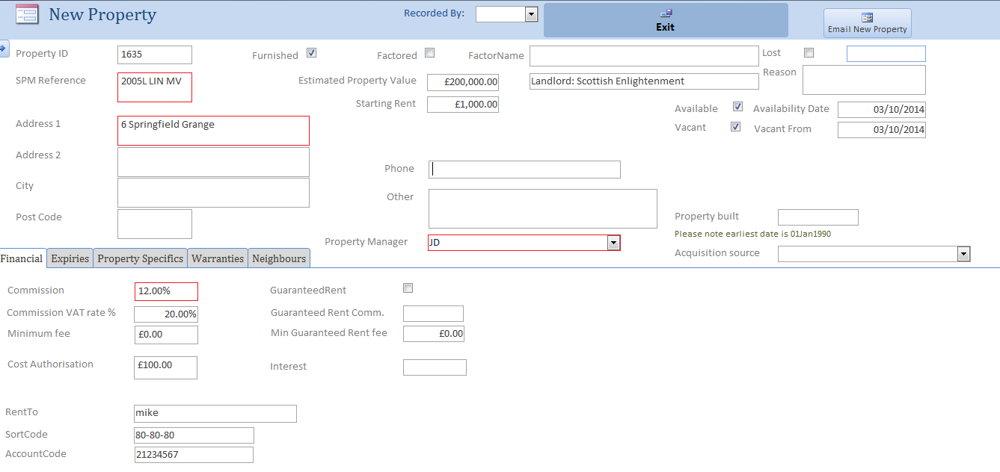 New Property
Recorded By:
Exit
Email New Property
Property ID 1635 Furnished Factored FactorName Lost
SPM Reference 2005L LIN MV Estimated Property Value £200,000.00 Landlord: Scottish Enlightenment Reason
Starting Rent £1,000.00
Available Availability Date 03/10/2014
Address 1 6 Springfield Grange
Vacant Vacant From 03/10/2014
Address 2
Phone
City
Other
Post Code
Property built
Please note earliest date is 01Jan1990
Property Manager JD
Acquisition source
Financial Expiries Property Specifics Warranties Neighbours
Commission 12.00% GuaranteedRent
Commission VAT rate % 20.00% Guaranteed Rent Comm.
Minimum fee £0.00 Min Guaranteed Rent fee £0.00
Cost Authorisation £100.00 Interest
RentTo mike
SortCode 80-80-80
AccountCode 21234567